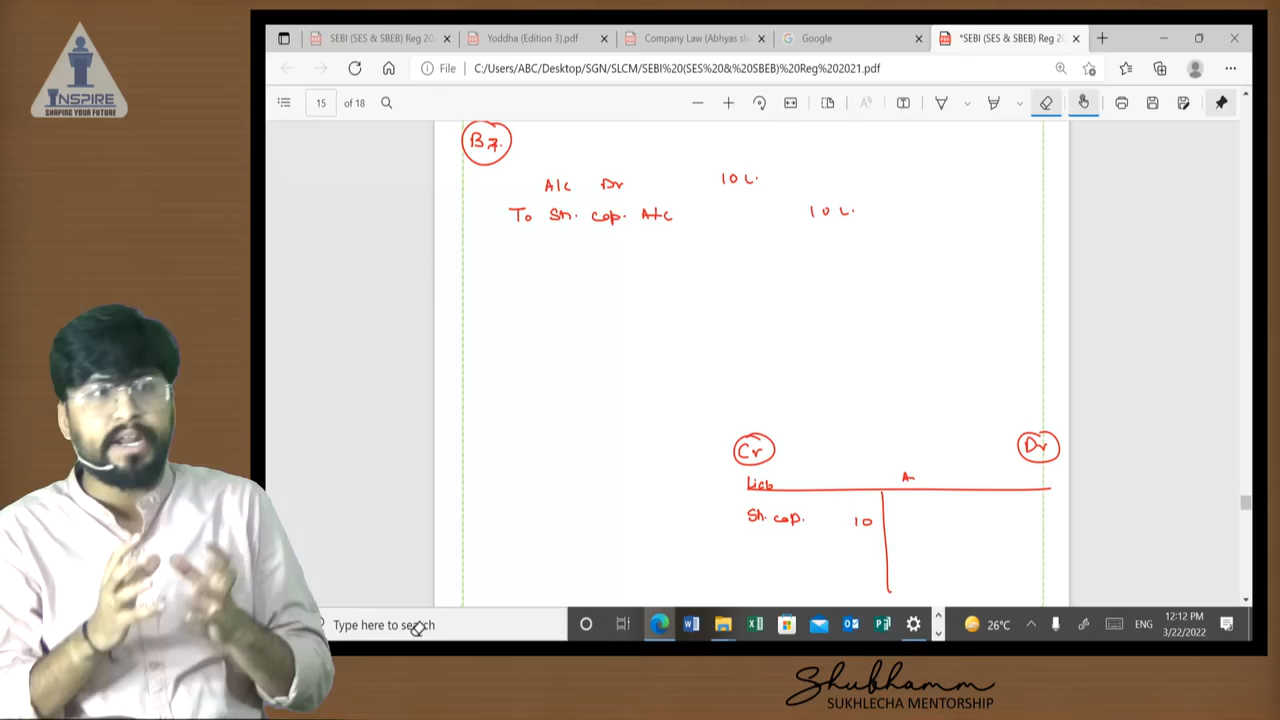 INSPIRE
SHAPING YOUR FUTURE
SEBI (SES & SBEB) Reg 20
Yoddha (Edition 3).pdf
Company Law (Abhyas sh
Google
*SEBI (SES & SBEB) Reg 20
File
C:/Users/ABC/Desktop/SGN/SLCM/SEBI%20(SES%20&%20SBEB)%20Reg%202021.pdf
15 of 18
B7.
A/c Dr 10 L.
To Sh. cap. A/c 10 L.
Cr Dr
Liab A
Sh. cap. 10
Type here to search
26°C
ENG
12:12 PM
3/22/2022
Shubhamm
SUKHLECHA MENTORSHIP